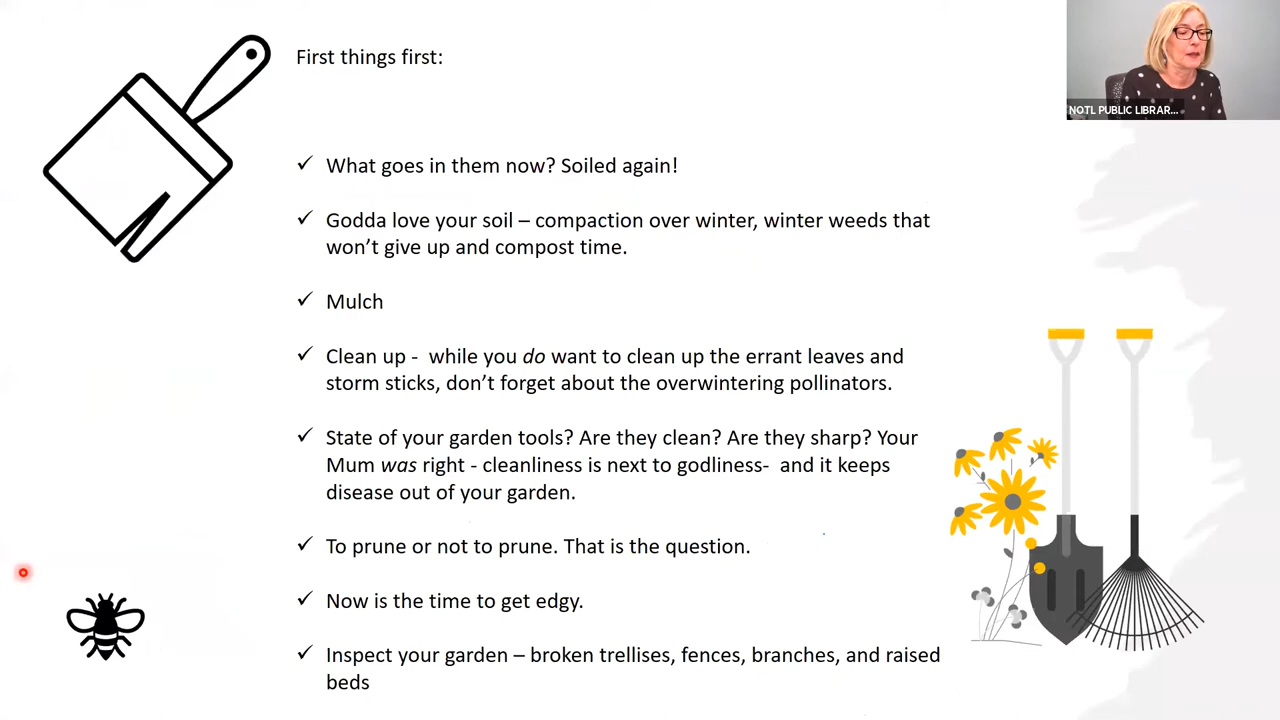 First things first:
NOTL PUBLIC LIBRAR...
✓ What goes in them now? Soiled again!
✓ Godda love your soil – compaction over winter, winter weeds that
won't give up and compost time.
✓ Mulch
✓ Clean up -  while you do want to clean up the errant leaves and
storm sticks, don't forget about the overwintering pollinators.
✓ State of your garden tools? Are they clean? Are they sharp? Your
Mum was right - cleanliness is next to godliness-  and it keeps
disease out of your garden.
✓ To prune or not to prune. That is the question.
✓ Now is the time to get edgy.
✓ Inspect your garden – broken trellises, fences, branches, and raised
beds